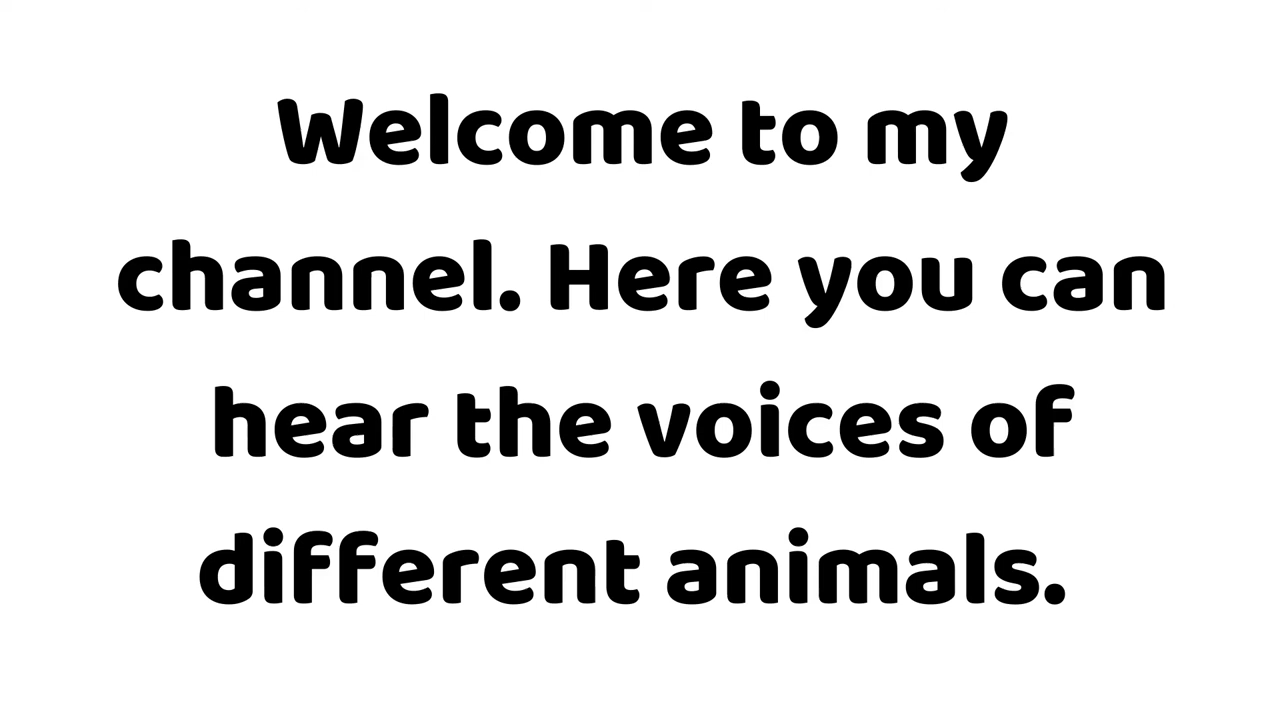 Welcome to my
channel. Here you can
hear the voices of
different animals.